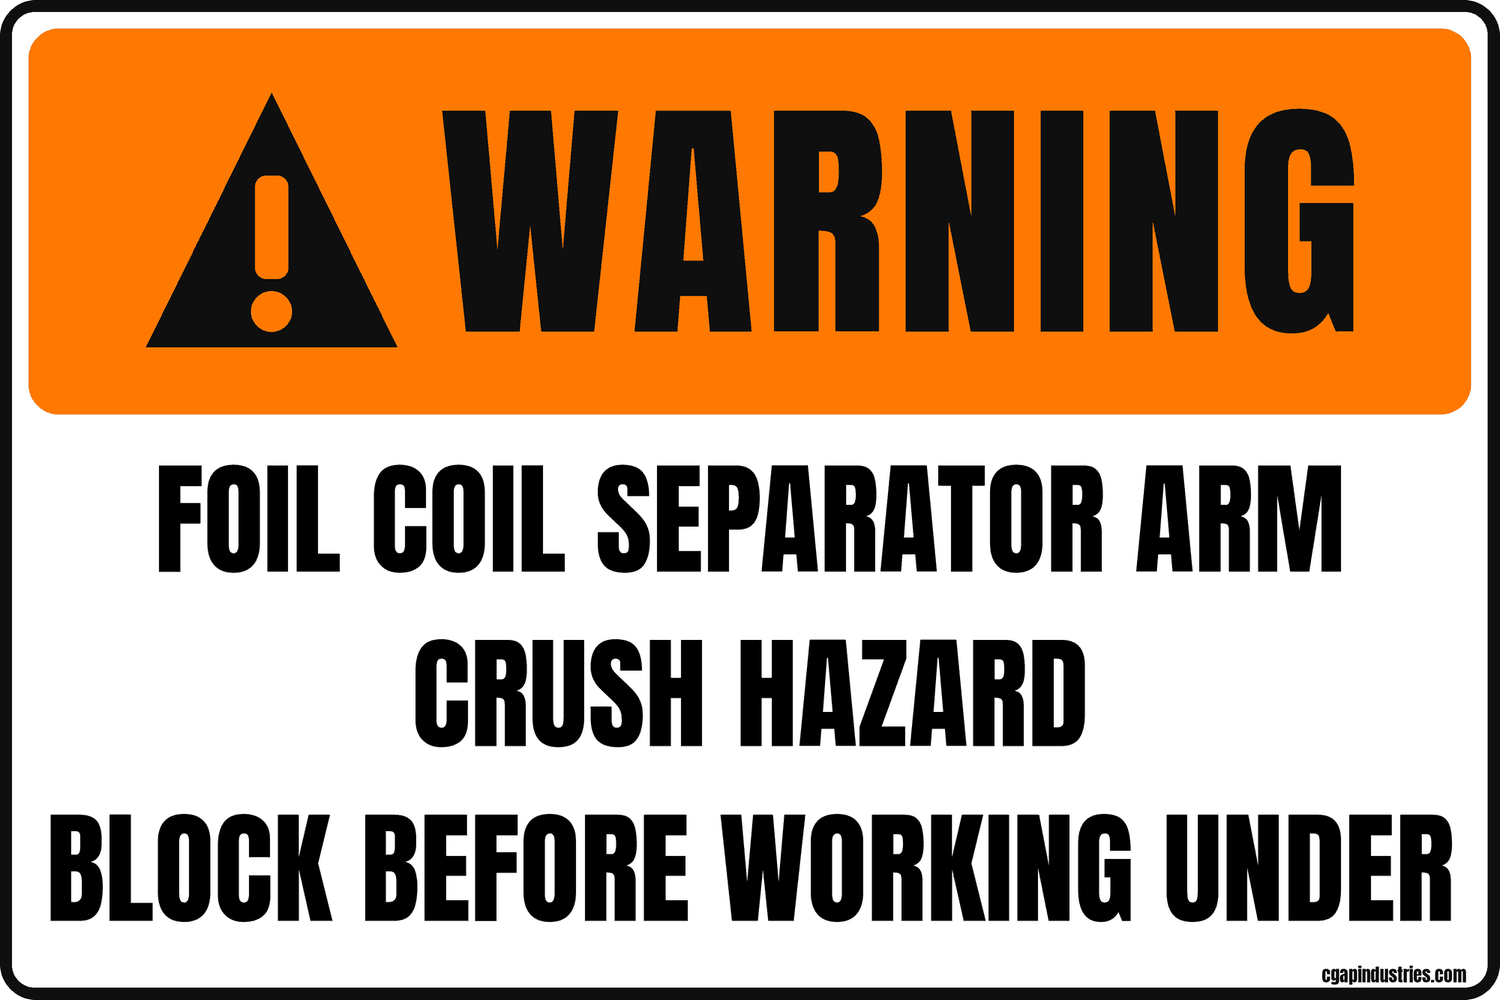 WARNING
FOIL COIL SEPARATOR ARM
CRUSH HAZARD
BLOCK BEFORE WORKING UNDER
cgapindustries.com